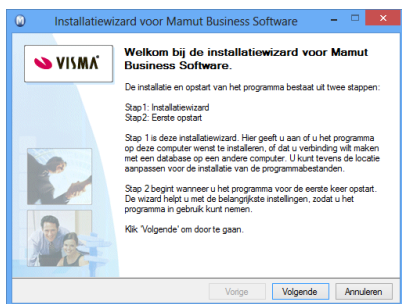 Installatiewizard voor Mamut Business Software
VISMA
Welkom bij de installatiewizard voor Mamut
Business Software.
De installatie en opstart van het programma bestaat uit twee stappen:
Stap1: Installatiewizard
Stap2: Eerste opstart
Stap 1 is deze installatiewizard. Hier geeft u aan of u het programma
op deze computer wenst te installeren, of dat u verbinding wilt maken
met een database op een andere computer. U kunt tevens de locatie
aanpassen voor de installatie van de programmabestanden.
Stap 2 begint wanneer u het programma voor de eerste keer opstart.
De wizard helpt u met de belangrijkste instellingen, zodat u het
programma in gebruik kunt nemen.
Klik 'Volgende' om door te gaan.
Vorige Volgende Annuleren